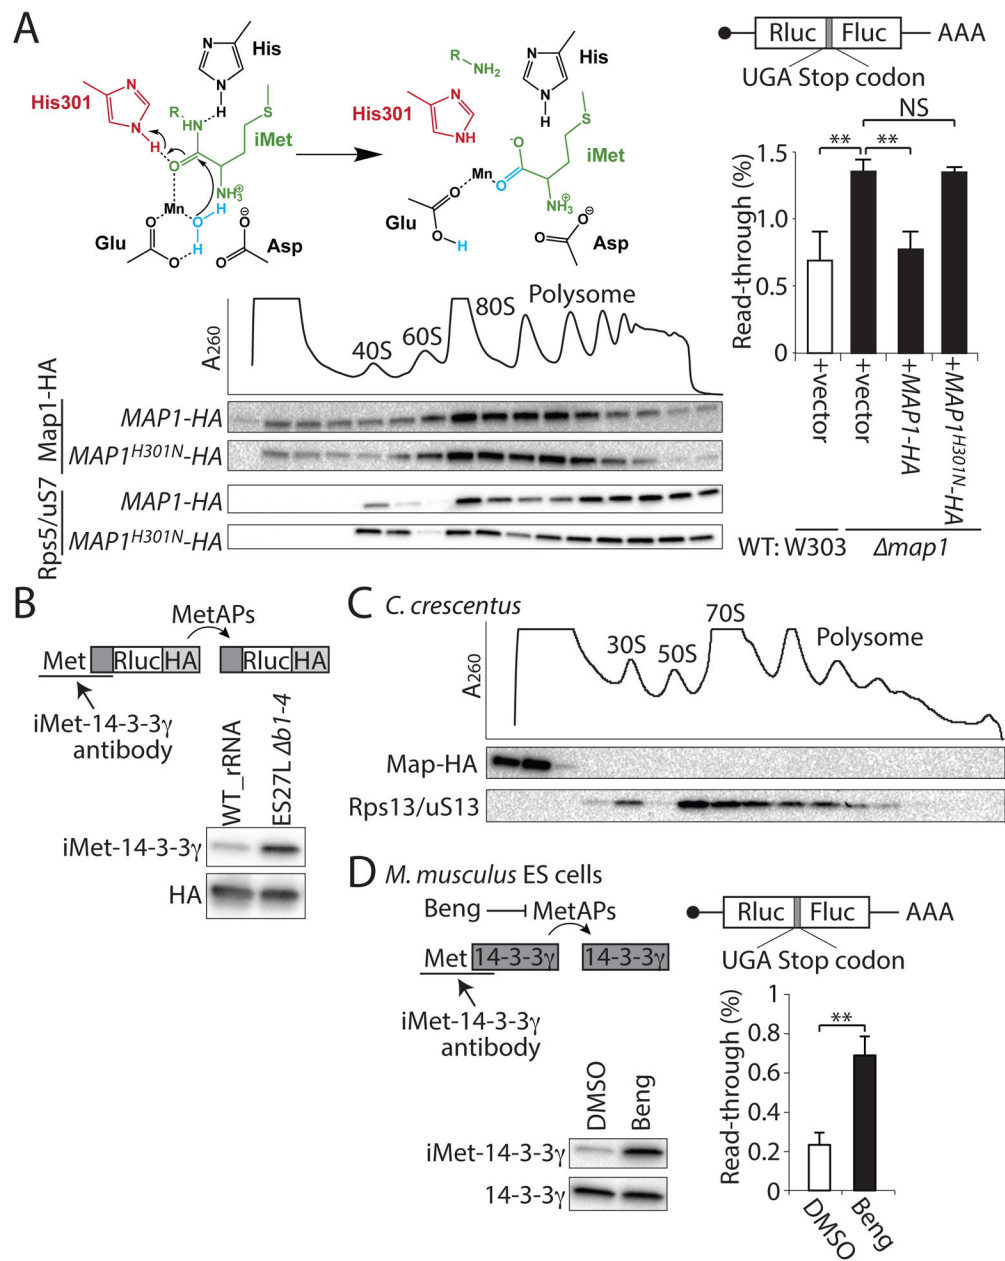 A
His
His301
R
HN
N
H
S
iMet
O
NH3⊕
Mn
Glu
Asp
R
NH2
His
His301
NH
-O
S
iMet
Mn
O
NH3⊕
Glu
O
H
Asp
Rluc Fluc AAA
UGA Stop codon
NS
** **
Read-through (%)
1.5
1.0
0.5
0
+vector
+vector
+MAP1-HA
+MAP1H301N-HA
WT: W303 Δmap1
A260
40S 60S 80S Polysome
Map1-HA
MAP1-HA
MAP1H301N-HA
Rps5/uS7
MAP1-HA
MAP1H301N-HA
B
MetAPs
Met Rluc HA Rluc HA
iMet-14-3-3γ
antibody
WT_rRNA
ES27L Δb1-4
iMet-14-3-3γ
HA
C C. crescentus
A260
30S 50S 70S Polysome
Map-HA
Rps13/uS13
D M. musculus ES cells
Beng MetAPs
Met 14-3-3γ 14-3-3γ
iMet-14-3-3γ
antibody
DMSO
Beng
iMet-14-3-3γ
14-3-3γ
Rluc Fluc AAA
UGA Stop codon
Read-through (%)
1
0.8
0.6
0.4
0.2
0
**
DMSO
Beng